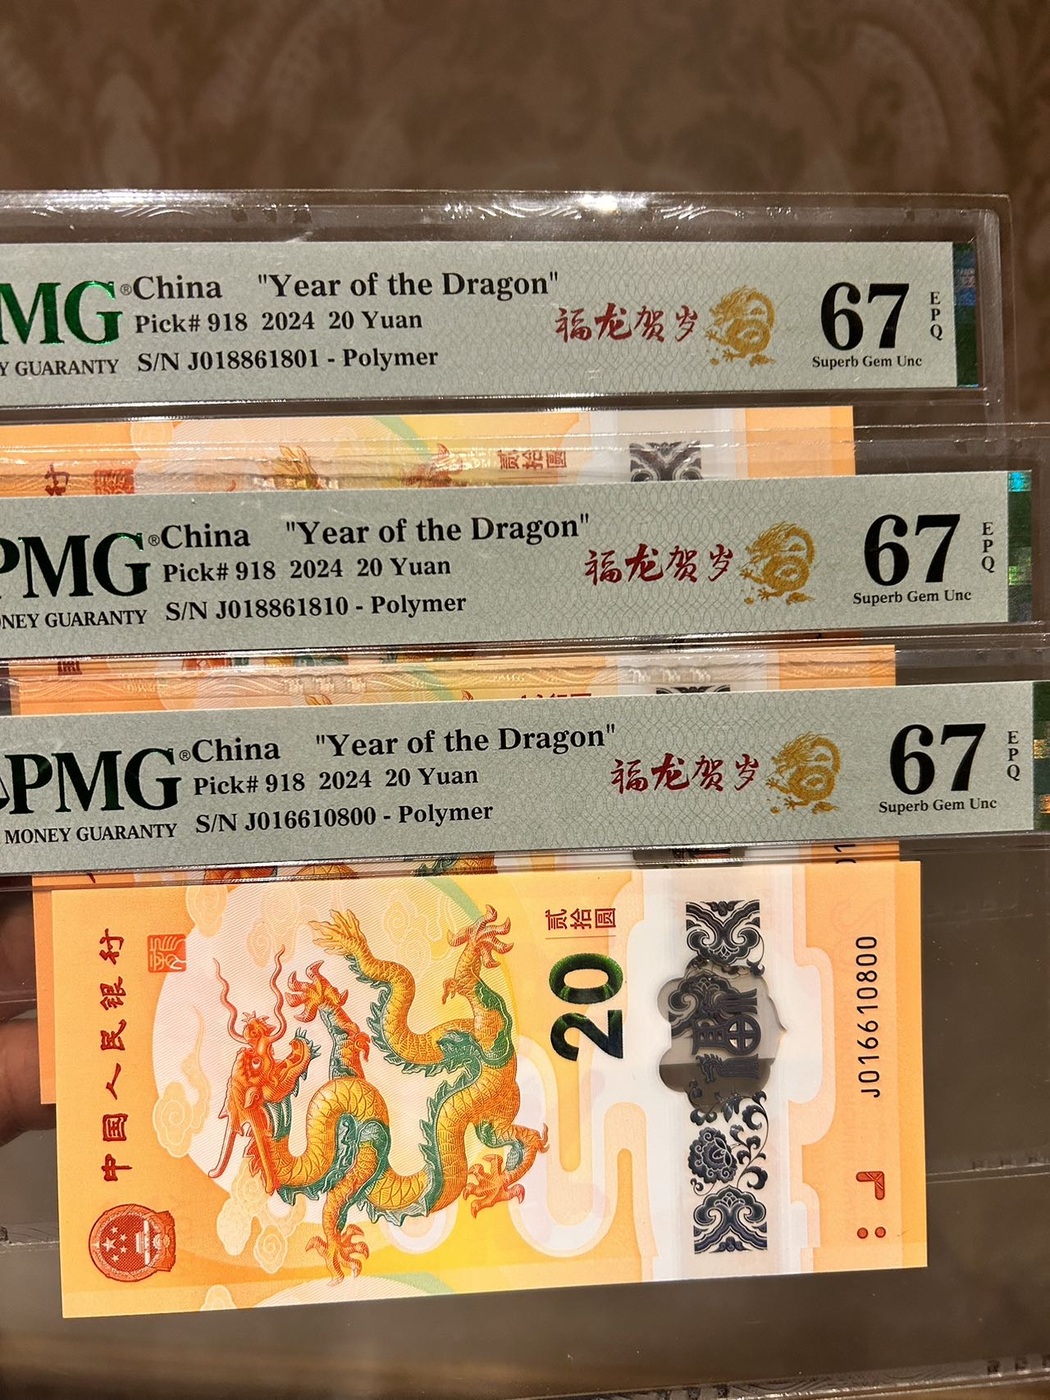 PMG®
Y GUARANTY
China "Year of the Dragon"
Pick# 918 2024 20 Yuan
S/N J018861801 - Polymer
福龙贺岁
67
EPQ
Superb Gem Unc
贰拾圆
PMG®
NEY GUARANTY
China "Year of the Dragon"
Pick# 918 2024 20 Yuan
S/N J018861810 - Polymer
福龙贺岁
67
EPQ
Superb Gem Unc
PMG®
MONEY GUARANTY
China "Year of the Dragon"
Pick# 918 2024 20 Yuan
S/N J016610800 - Polymer
福龙贺岁
67
EPQ
Superb Gem Unc
中国人民银行
贰拾圆
20
J016610800